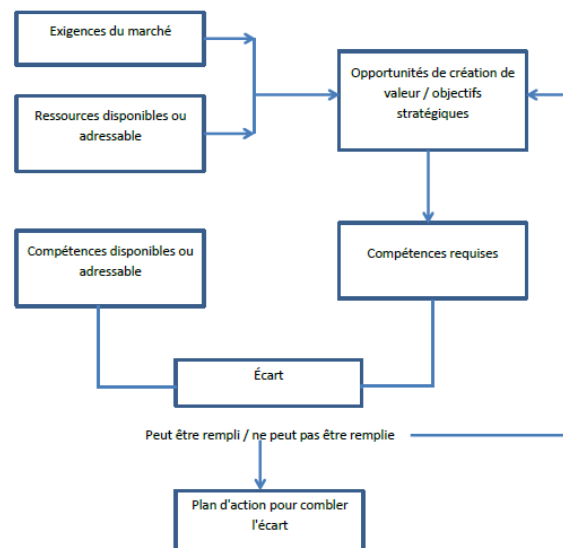 Exigences du marché
Opportunités de création de
valeur / objectifs
stratégiques
Ressources disponibles ou
adressable
Compétences disponibles ou
adressable
Compétences requises
Écart
Peut être rempli / ne peut pas être remplie
Plan d'action pour combler
l'écart